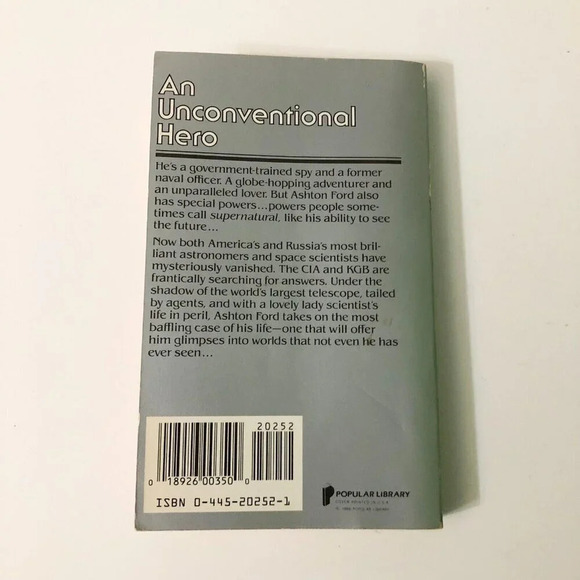 An
Unconventional
Hero
He's a government-trained spy and a former
naval officer. A globe-hopping adventurer and
an unparalleled lover. But Ashton Ford also
has special powers...powers people some-
times call supernatural, like his ability to see
the future...
Now both America's and Russia's most bril-
liant astronomers and space scientists have
mysteriously vanished. The CIA and KGB are
frantically searching for answers. Under the
shadow of the world's largest telescope, tailed
by agents, and with a lovely lady scientist's
life in peril, Ashton Ford takes on the most
baffling case of his life—one that will offer
him glimpses into worlds that not even he has
ever seen...
20252
0 18926 00350 0
ISBN 0-445-20252-1
POPULAR LIBRARY
COVER PRINTED IN U.S.A.